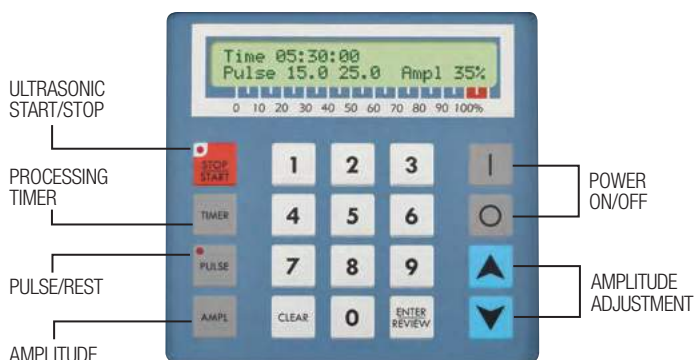 Time 05:30:00
Pulse 15.0 25.0 Ampl 35%
0 10 20 30 40 50 60 70 80 90 100%
ULTRASONIC
START/STOP
STOP
START
1 2 3
|
PROCESSING
TIMER
TIMER
4 5 6
O
POWER
ON/OFF
PULSE/REST
PULSE
7 8 9
AMPLITUDE
ADJUSTMENT
AMPLITUDE
AMPL
CLEAR
0
ENTER
REVIEW